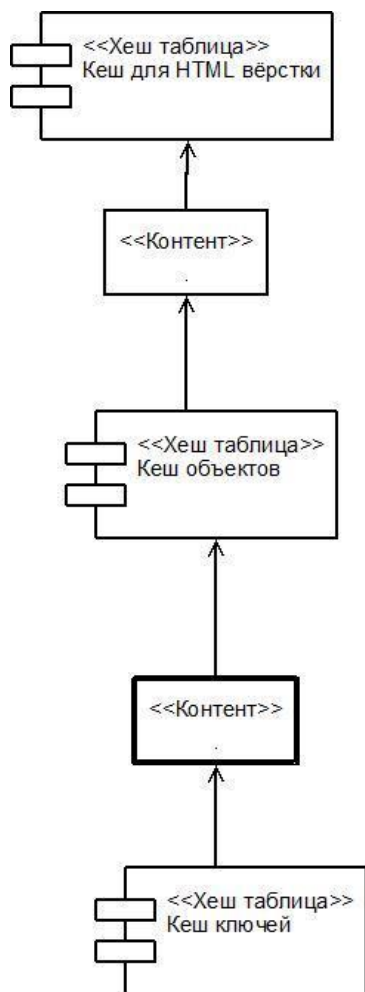 <<Хеш таблица>>
Кеш для HTML вёрстки
<<Контент>>
.
<<Хеш таблица>>
Кеш объектов
<<Контент>>
.
<<Хеш таблица>>
Кеш ключей